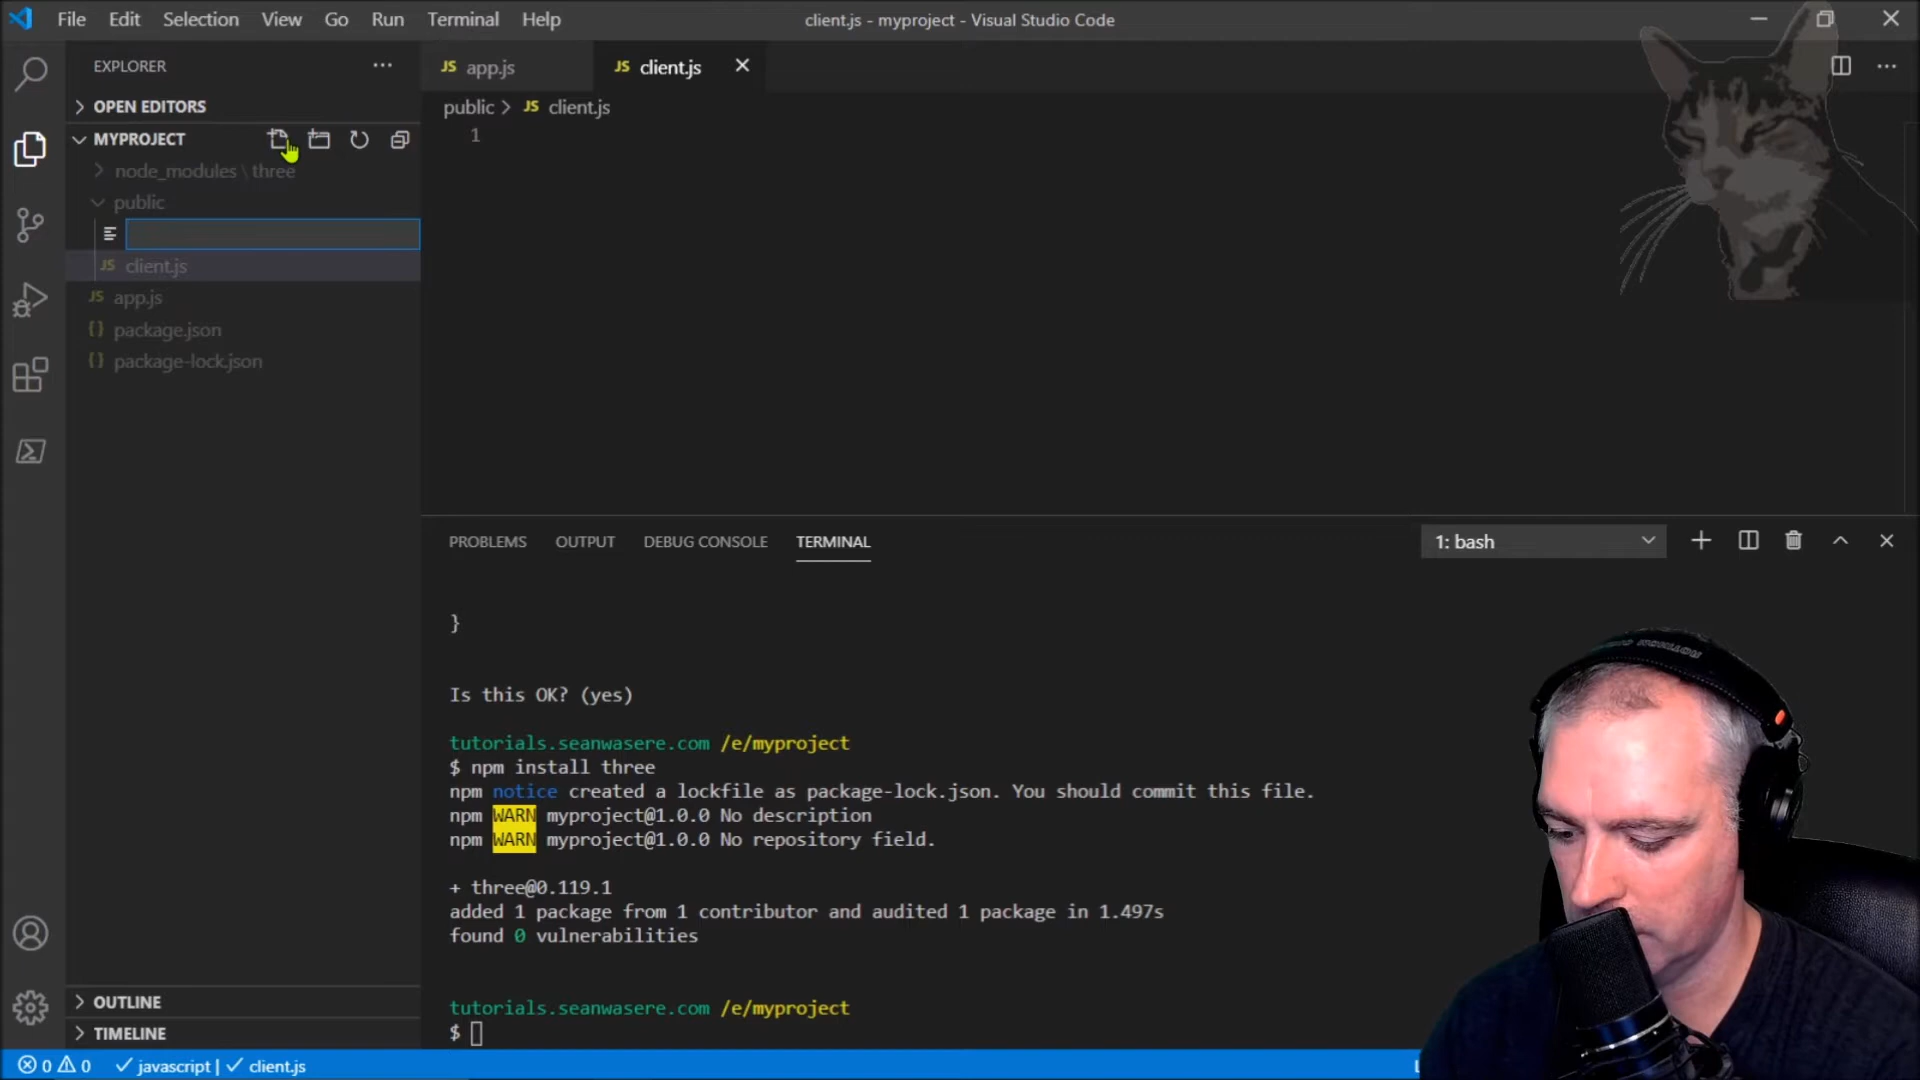 File Edit Selection View Go Run Terminal Help
client.js - myproject - Visual Studio Code
EXPLORER
OPEN EDITORS
MYPROJECT
node_modules \ three
public
client.js
app.js
package.json
package-lock.json
OUTLINE
TIMELINE
JS app.js
JS client.js
public > JS client.js
1
PROBLEMS OUTPUT DEBUG CONSOLE TERMINAL
1: bash
}
Is this OK? (yes)
tutorials.seanwasere.com /e/myproject
$ npm install three
npm notice created a lockfile as package-lock.json. You should commit this file.
npm WARN myproject@1.0.0 No description
npm WARN myproject@1.0.0 No repository field.
+ three@0.119.1
added 1 package from 1 contributor and audited 1 package in 1.497s
found 0 vulnerabilities
tutorials.seanwasere.com /e/myproject
$
0 0 javascript | client.js